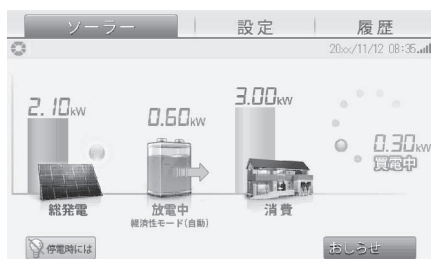 ソーラー 設定 履歴
20xx/11/12 08:35
2.10kW
0.60kW
3.00kW
0.30kW
買電中
総発電
放電中
消費
経済性モード(自動)
停電時には
おしらせ